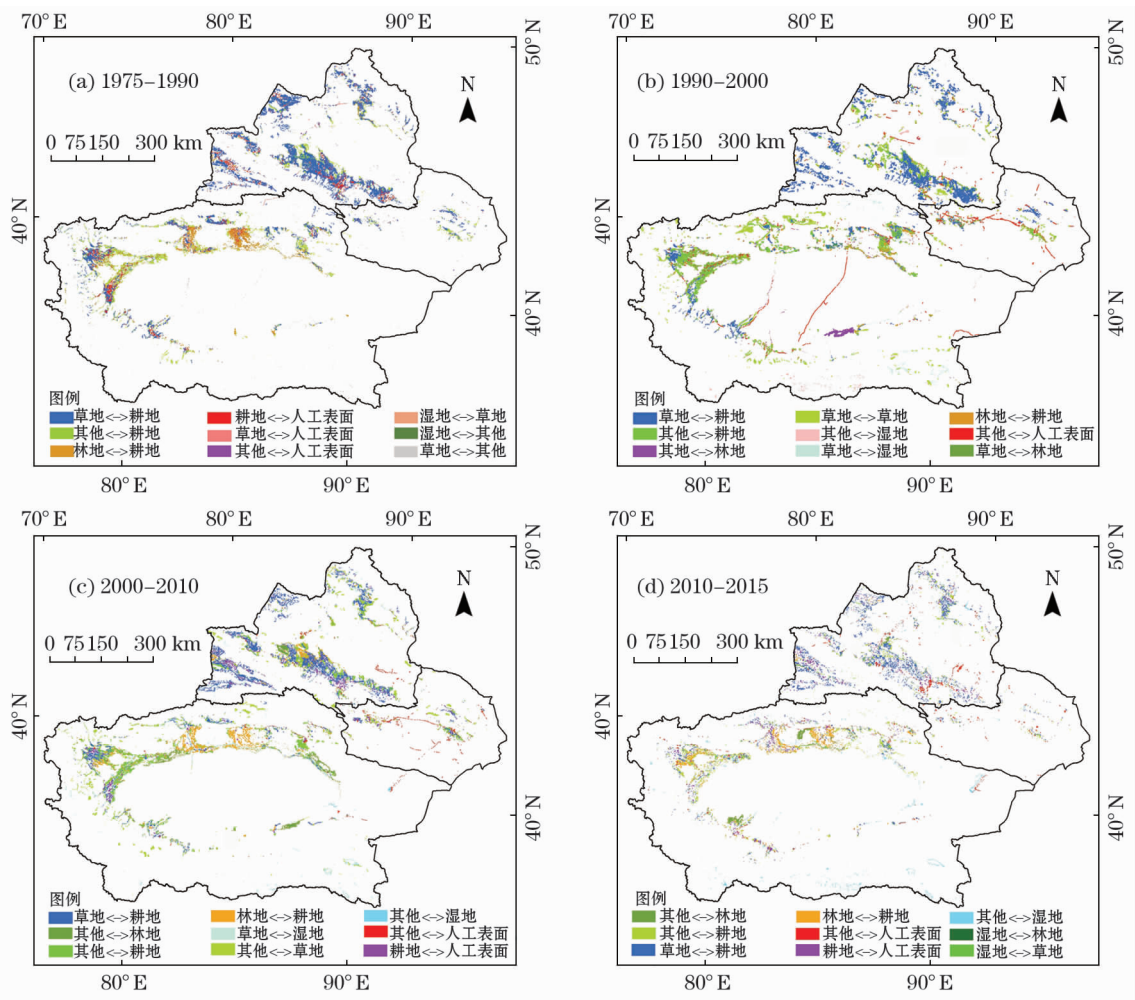 70° E 80° E 90° E
50° N
(a) 1975–1990
N
0 75 150 300 km
40° N
40° N
图例
草地<->耕地 耕地<->人工表面 湿地<->草地
其他<->耕地 草地<->人工表面 湿地<->其他
林地<->耕地 其他<->人工表面 草地<->其他
80° E 90° E
70° E 80° E 90° E
50° N
(b) 1990–2000
N
0 75 150 300 km
40° N
40° N
图例
草地<->耕地 草地<->草地 林地<->耕地
其他<->耕地 其他<->湿地 其他<->人工表面
其地<->林地 草地<->湿地 草地<->林地
80° E 90° E
70° E 80° E 90° E
50° N
(c) 2000–2010
N
0 75 150 300 km
40° N
40° N
图例
草地<->耕地 林地<->耕地 其他<->湿地
其他<->林地 草地<->湿地 其他<->人工表面
其他<->耕地 其他<->草地 耕地<->人工表面
80° E 90° E
70° E 80° E 90° E
50° N
(d) 2010–2015
N
0 75 150 300 km
40° N
40° N
图例
其他<->林地 林地<->耕地 其他<->湿地
其他<->耕地 其他<->人工表面 湿地<->林地
草地<->耕地 耕地<->人工表面 湿地<->草地
80° E 90° E